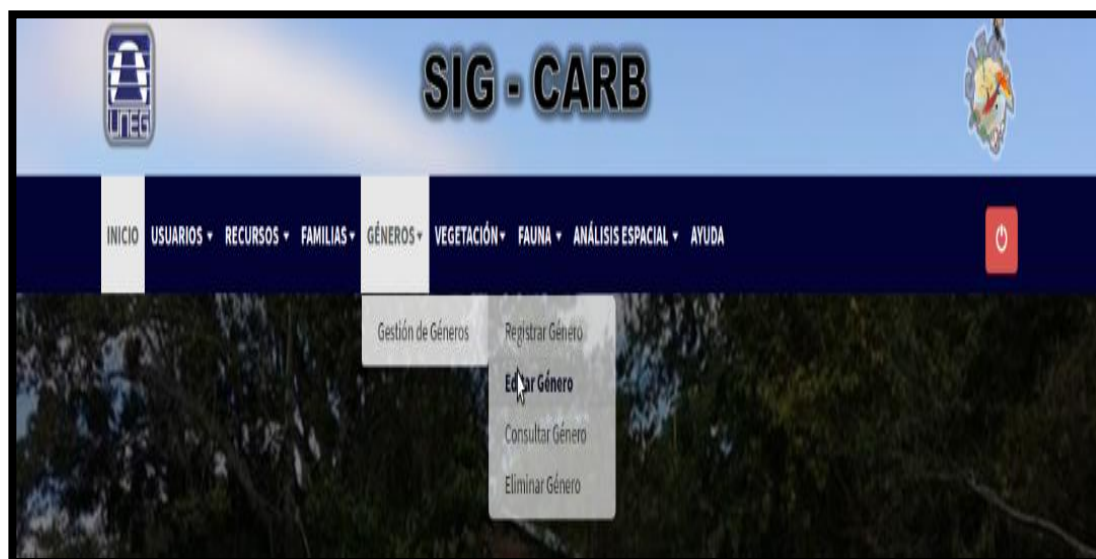 UNEG
SIG - CARB
INICIO USUARIOS RECURSOS FAMILIAS GÉNEROS VEGETACIÓN FAUNA ANÁLISIS ESPACIAL AYUDA
Gestión de Géneros
Registrar Género
Editar Género
Consultar Género
Eliminar Género